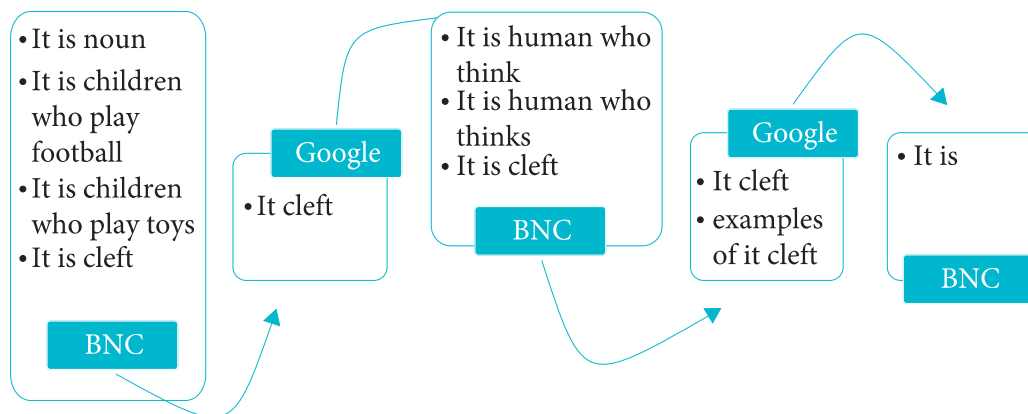 • It is noun
• It is children
who play
football
• It is children
who play toys
• It is cleft
BNC
Google
• It cleft
• It is human who
think
• It is human who
thinks
• It is cleft
BNC
Google
• It cleft
• examples
of it cleft
• It is
BNC